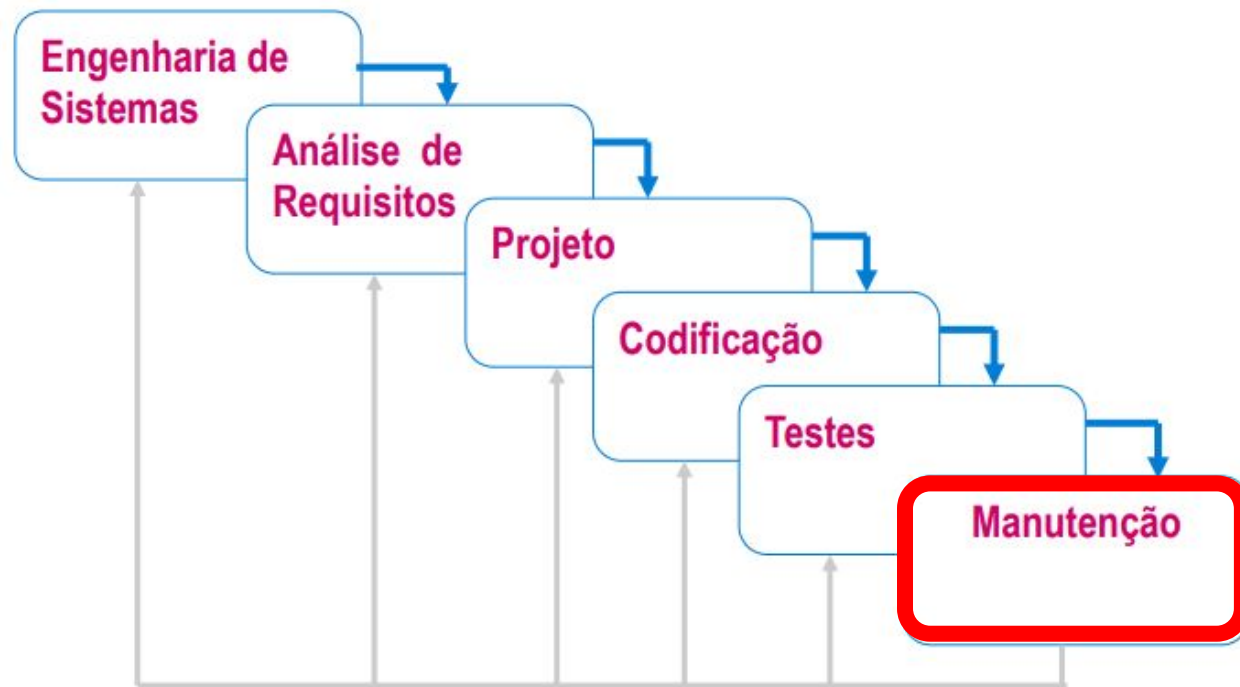 Engenharia de
Sistemas
Análise de
Requisitos
Projeto
Codificação
Testes
Manutenção